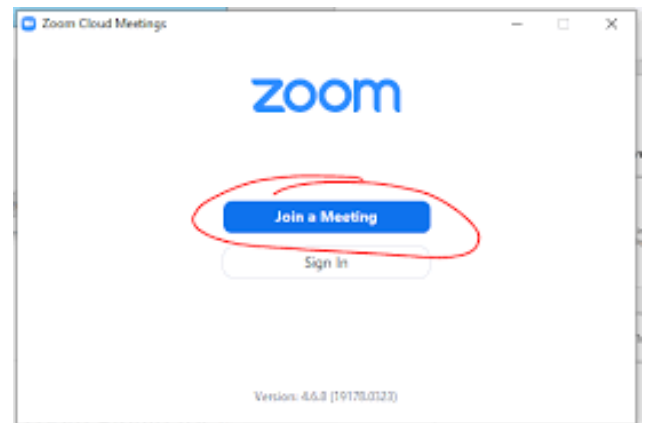 Zoom Cloud Meetings
zoom
Join a Meeting
Sign In
Version: 4.6.8 (19178.0323)